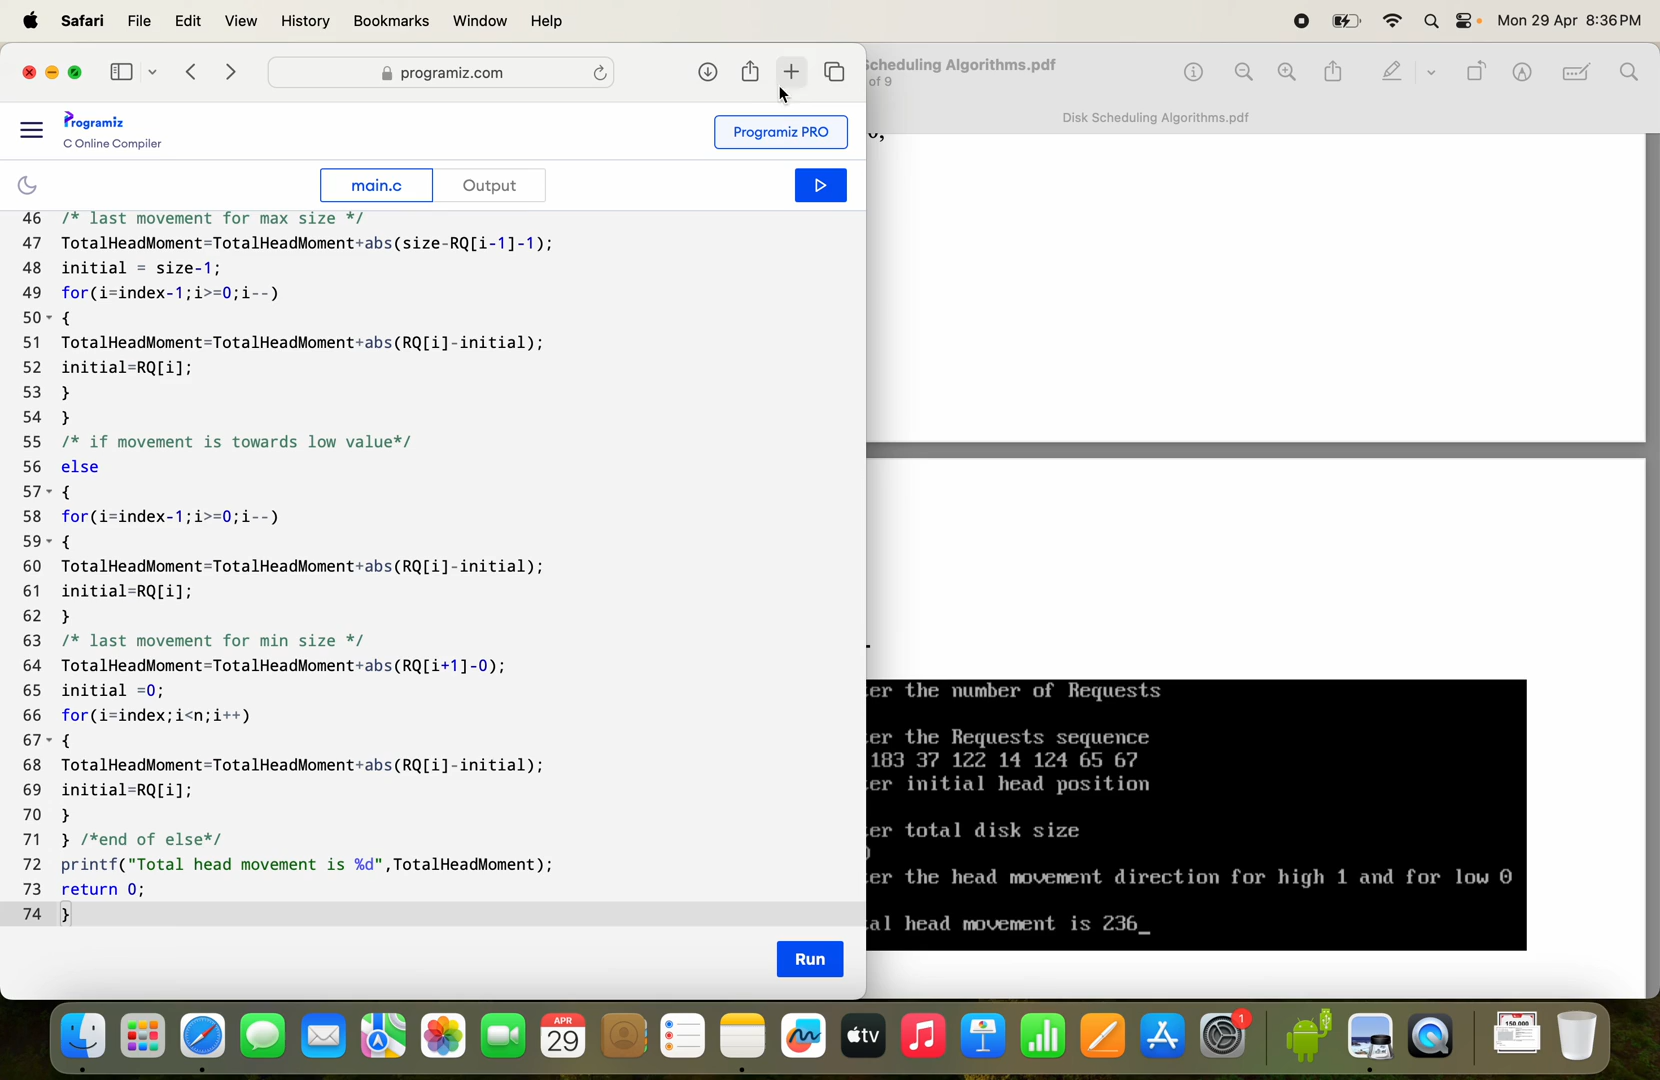 Safari File Edit View History Bookmarks Window Help
Mon 29 Apr 8:36 PM
programiz.com
Programiz
C Online Compiler
Programiz PRO
main.c
Output
46 /* last movement for max size */
47 TotalHeadMoment=TotalHeadMoment+abs(size-RQ[i-1]-1);
48 initial = size-1;
49 for(i=index-1;i>=0;i--)
50 {
51 TotalHeadMoment=TotalHeadMoment+abs(RQ[i]-initial);
52 initial=RQ[i];
53 }
54 }
55 /* if movement is towards low value*/
56 else
57 {
58 for(i=index-1;i>=0;i--)
59 {
60 TotalHeadMoment=TotalHeadMoment+abs(RQ[i]-initial);
61 initial=RQ[i];
62 }
63 /* last movement for min size */
64 TotalHeadMoment=TotalHeadMoment+abs(RQ[i+1]-0);
65 initial =0;
66 for(i=index;i<n;i++)
67 {
68 TotalHeadMoment=TotalHeadMoment+abs(RQ[i]-initial);
69 initial=RQ[i];
70 }
71 } /*end of else*/
72 printf("Total head movement is %d",TotalHeadMoment);
73 return 0;
74 }
Run
Scheduling Algorithms.pdf
of 9
Disk Scheduling Algorithms.pdf
er the number of Requests
er the Requests sequence
183 37 122 14 124 65 67
er initial head position
er total disk size
er the head movement direction for high 1 and for low 0
al head movement is 236_
APR
29
tv
1
150.000